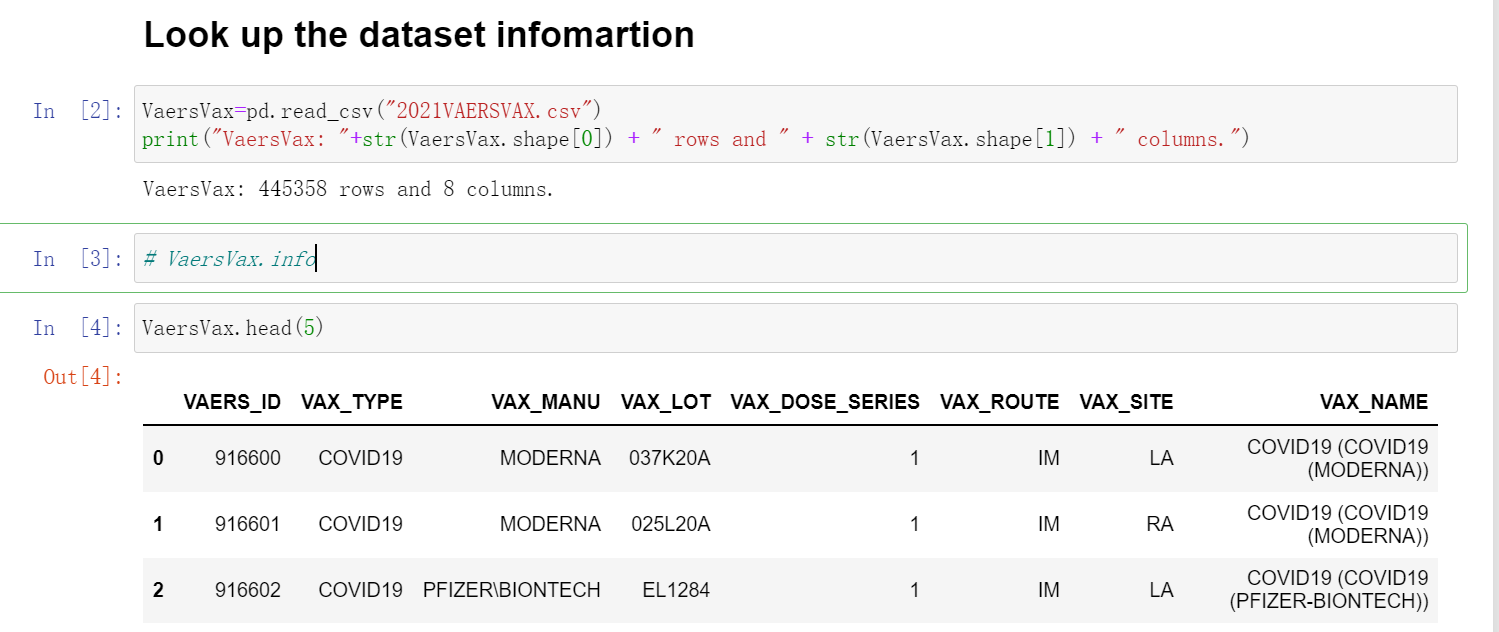 Look up the dataset infomartion
In [2]: VaersVax=pd.read_csv("2021VAERSVAX.csv")
print("VaersVax: "+str(VaersVax.shape[0]) + " rows and " + str(VaersVax.shape[1]) + " columns.")
VaersVax: 445358 rows and 8 columns.
In [3]: # VaersVax.info
In [4]: VaersVax.head(5)
Out[4]:
VAERS_ID VAX_TYPE VAX_MANU VAX_LOT VAX_DOSE_SERIES VAX_ROUTE VAX_SITE VAX_NAME
0 916600 COVID19 MODERNA 037K20A 1 IM LA COVID19 (COVID19
(MODERNA))
1 916601 COVID19 MODERNA 025L20A 1 IM RA COVID19 (COVID19
(MODERNA))
2 916602 COVID19 PFIZER\BIONTECH EL1284 1 IM LA COVID19 (COVID19
(PFIZER-BIONTECH))